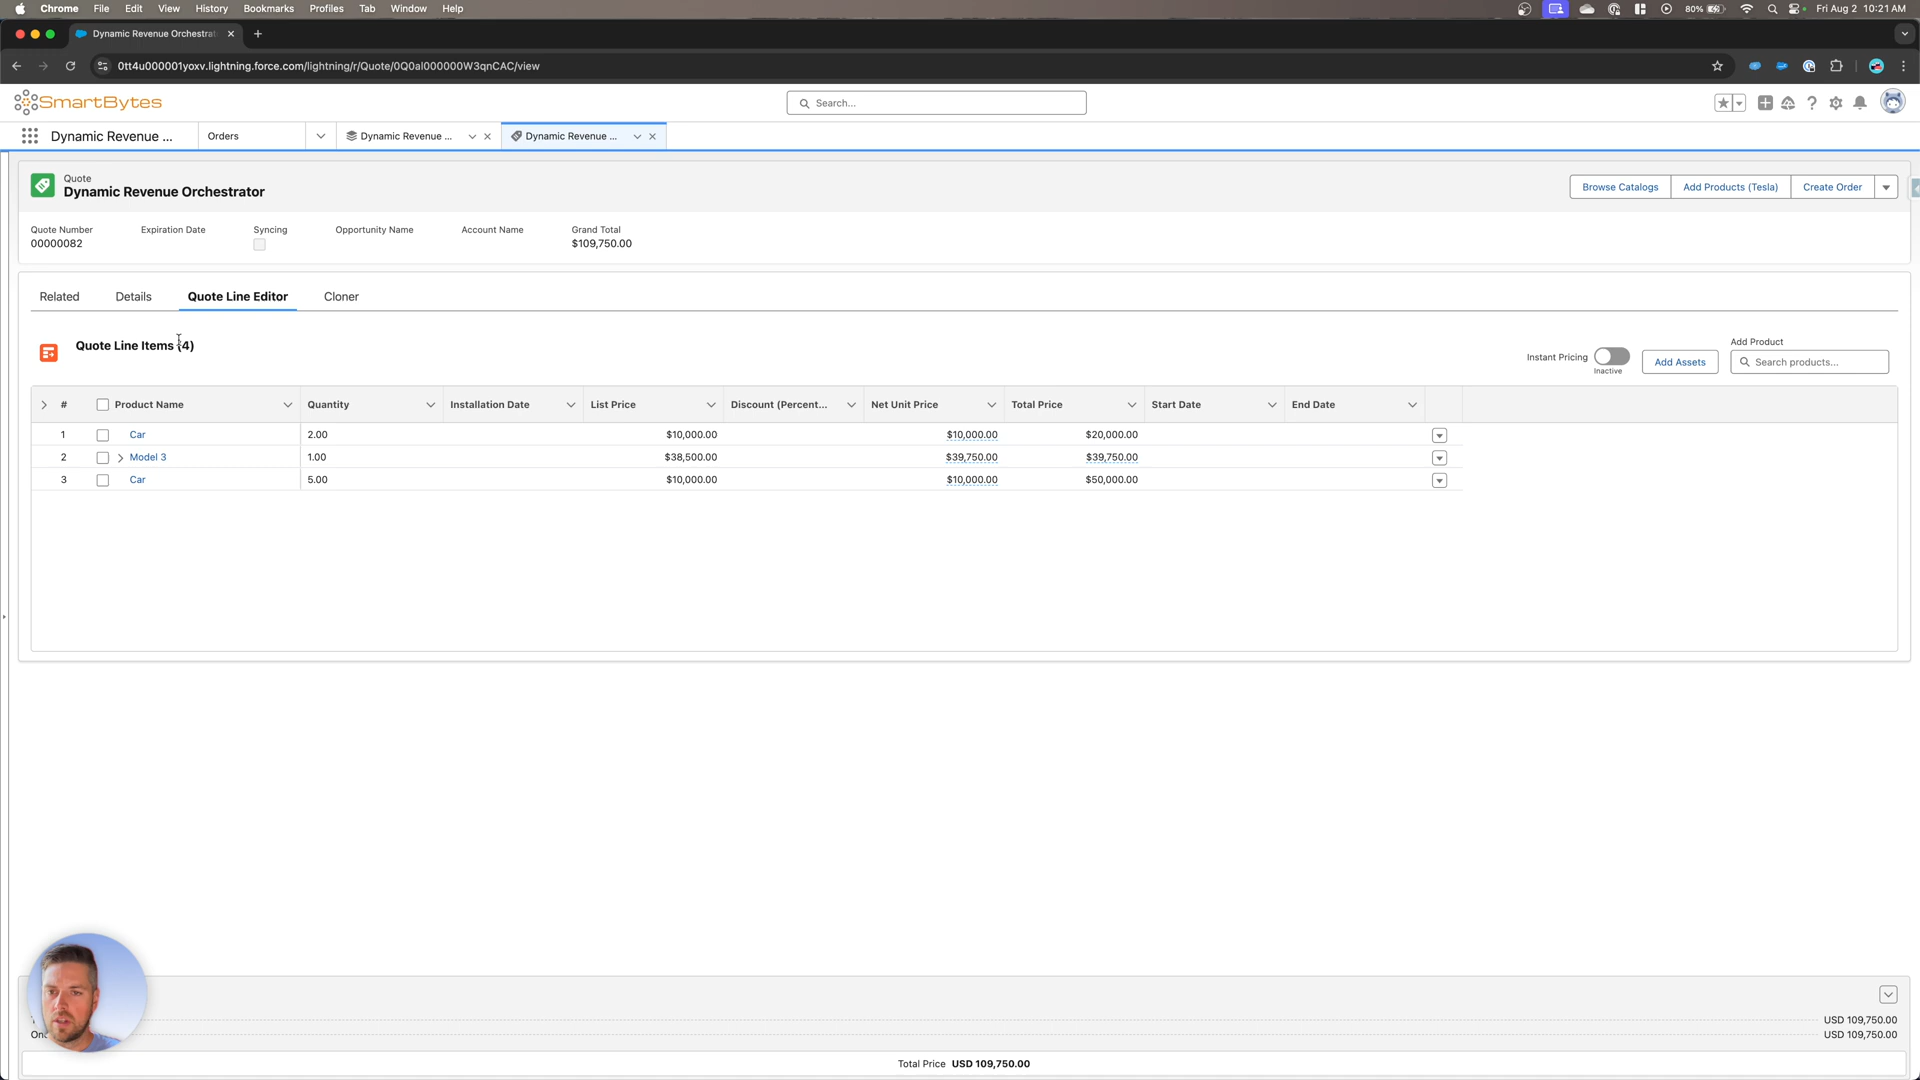 Chrome File Edit View History Bookmarks Profiles Tab Window Help 80% Fri Aug 2 10:21 AM
Dynamic Revenue Orchestrat
0tt4u000001yoxv.lightning.force.com/lightning/r/Quote/0Q0al000000W3qnCAC/view
SmartBytes Search...
Dynamic Revenue ... Orders Dynamic Revenue ... Dynamic Revenue ...
Quote
Dynamic Revenue Orchestrator
Browse Catalogs Add Products (Tesla) Create Order
Quote Number Expiration Date Syncing Opportunity Name Account Name Grand Total
00000082 $109,750.00
Related Details Quote Line Editor Cloner
Quote Line Items (4)
Instant Pricing Inactive Add Assets Add Product Search products...
# Product Name Quantity Installation Date List Price Discount (Percent... Net Unit Price Total Price Start Date End Date
1 Car 2.00 $10,000.00 $10,000.00 $20,000.00
2 Model 3 1.00 $38,500.00 $39,750.00 $39,750.00
3 Car 5.00 $10,000.00 $10,000.00 $50,000.00
USD 109,750.00
USD 109,750.00
Total Price USD 109,750.00